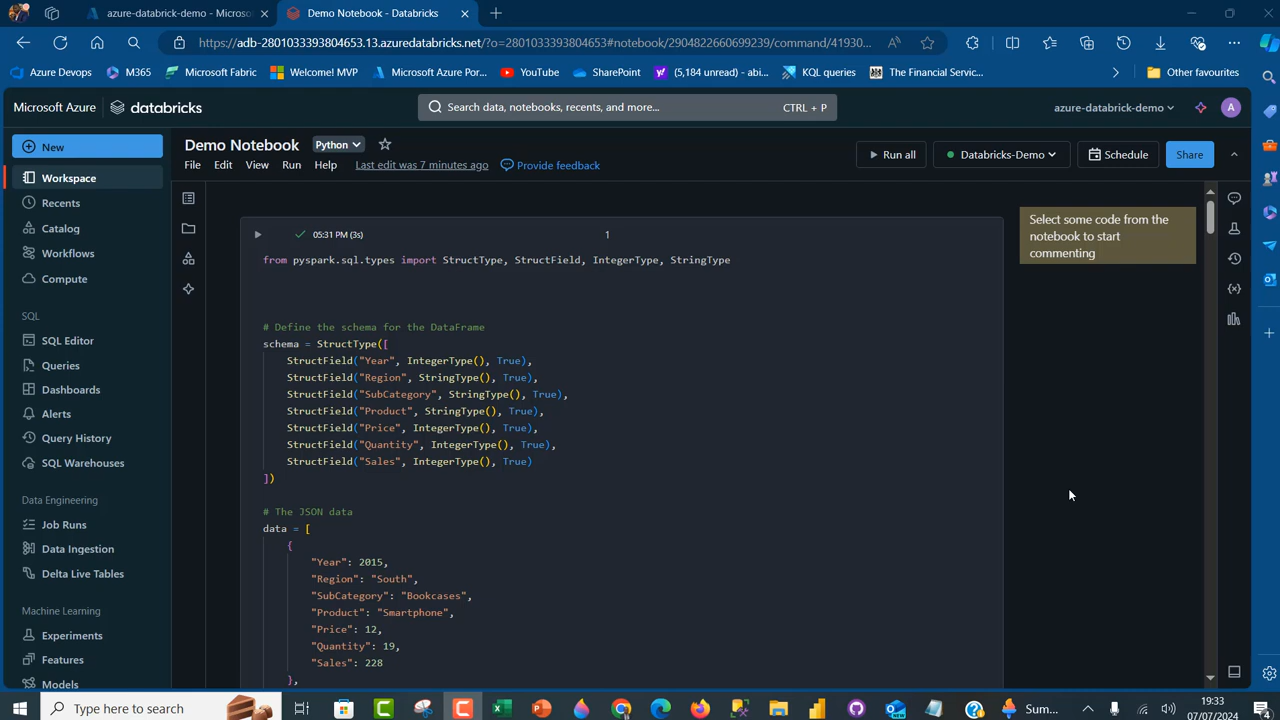 azure-databrick-demo - Microso
Demo Notebook - Databricks
https://adb-2801033393804653.13.azuredatabricks.net/?o=2801033393804653#notebook/2904822660699239/command/41930...
Azure Devops
M365
Microsoft Fabric
Welcome! MVP
Microsoft Azure Por...
YouTube
SharePoint
(5,184 unread) - abi...
KQL queries
The Financial Servic...
Other favourites
Microsoft Azure
databricks
Search data, notebooks, recents, and more...
CTRL + P
azure-databrick-demo
A
New
Workspace
Recents
Catalog
Workflows
Compute
SQL
SQL Editor
Queries
Dashboards
Alerts
Query History
SQL Warehouses
Data Engineering
Job Runs
Data Ingestion
Delta Live Tables
Machine Learning
Experiments
Features
Models
Demo Notebook
Python
File Edit View Run Help
Last edit was 7 minutes ago
Provide feedback
Run all
Databricks-Demo
Schedule
Share
05:31 PM (3s)
1
from pyspark.sql.types import StructType, StructField, IntegerType, StringType
# Define the schema for the DataFrame
schema = StructType([
StructField("Year", IntegerType(), True),
StructField("Region", StringType(), True),
StructField("SubCategory", StringType(), True),
StructField("Product", StringType(), True),
StructField("Price", IntegerType(), True),
StructField("Quantity", IntegerType(), True),
StructField("Sales", IntegerType(), True)
])
# The JSON data
data = [
{
"Year": 2015,
"Region": "South",
"SubCategory": "Bookcases",
"Product": "Smartphone",
"Price": 12,
"Quantity": 19,
"Sales": 228
},
Select some code from the
notebook to start
commenting
Type here to search
Sum...
19:33
07/07/2024